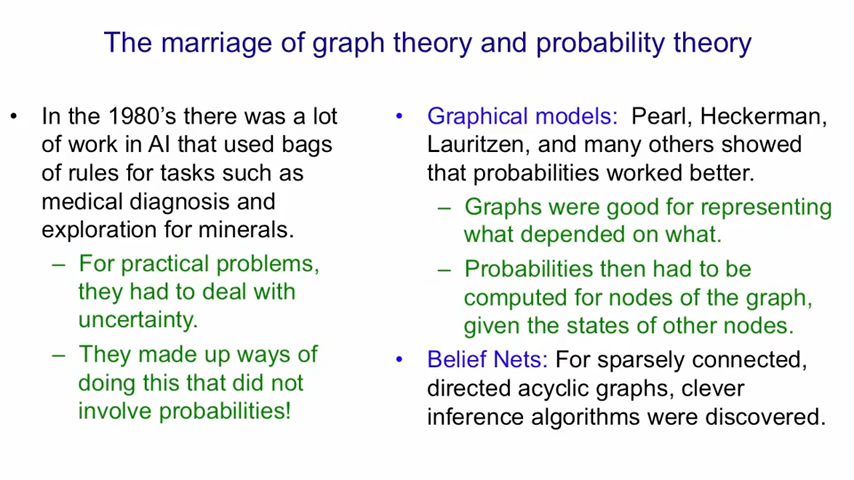 The marriage of graph theory and probability theory
• In the 1980's there was a lot
of work in AI that used bags
of rules for tasks such as
medical diagnosis and
exploration for minerals.
– For practical problems,
they had to deal with
uncertainty.
– They made up ways of
doing this that did not
involve probabilities!
• Graphical models: Pearl, Heckerman,
Lauritzen, and many others showed
that probabilities worked better.
– Graphs were good for representing
what depended on what.
– Probabilities then had to be
computed for nodes of the graph,
given the states of other nodes.
• Belief Nets: For sparsely connected,
directed acyclic graphs, clever
inference algorithms were discovered.